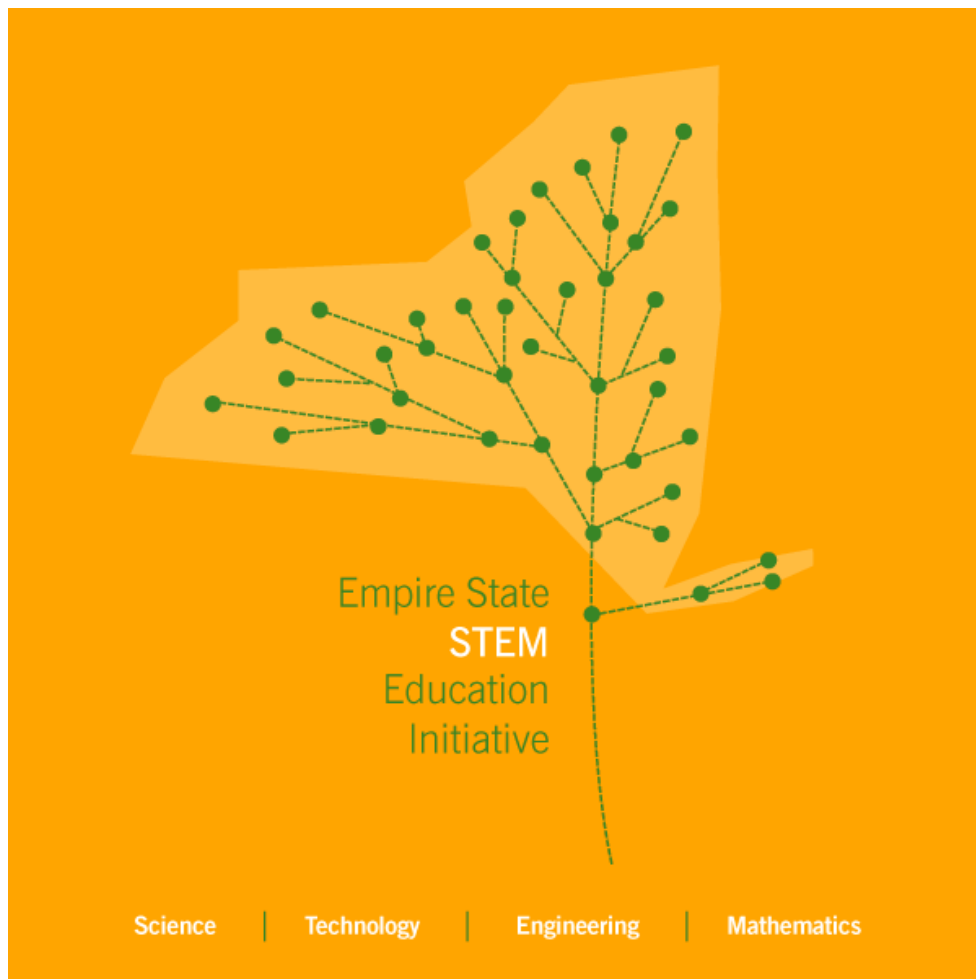 Empire State
STEM
Education
Initiative
Science | Technology | Engineering | Mathematics